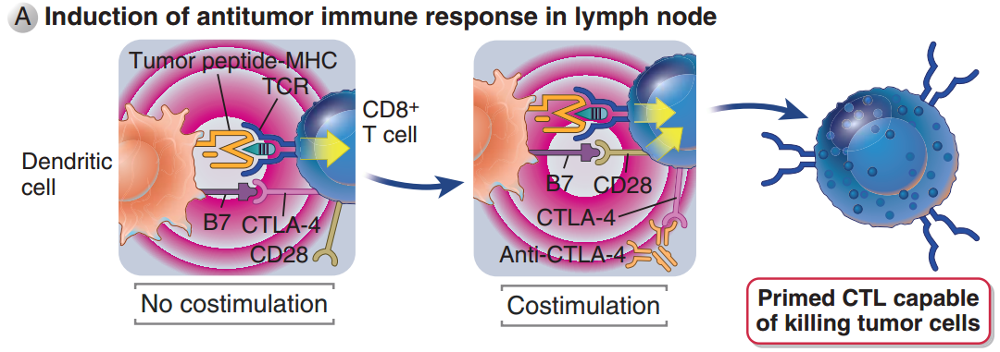 A Induction of antitumor immune response in lymph node
Tumor peptide-MHC
TCR
CD8+
T cell
Dendritic
cell
B7
CTLA-4
CD28
No costimulation
B7
CD28
CTLA-4
Anti-CTLA-4
Costimulation
Primed CTL capable
of killing tumor cells